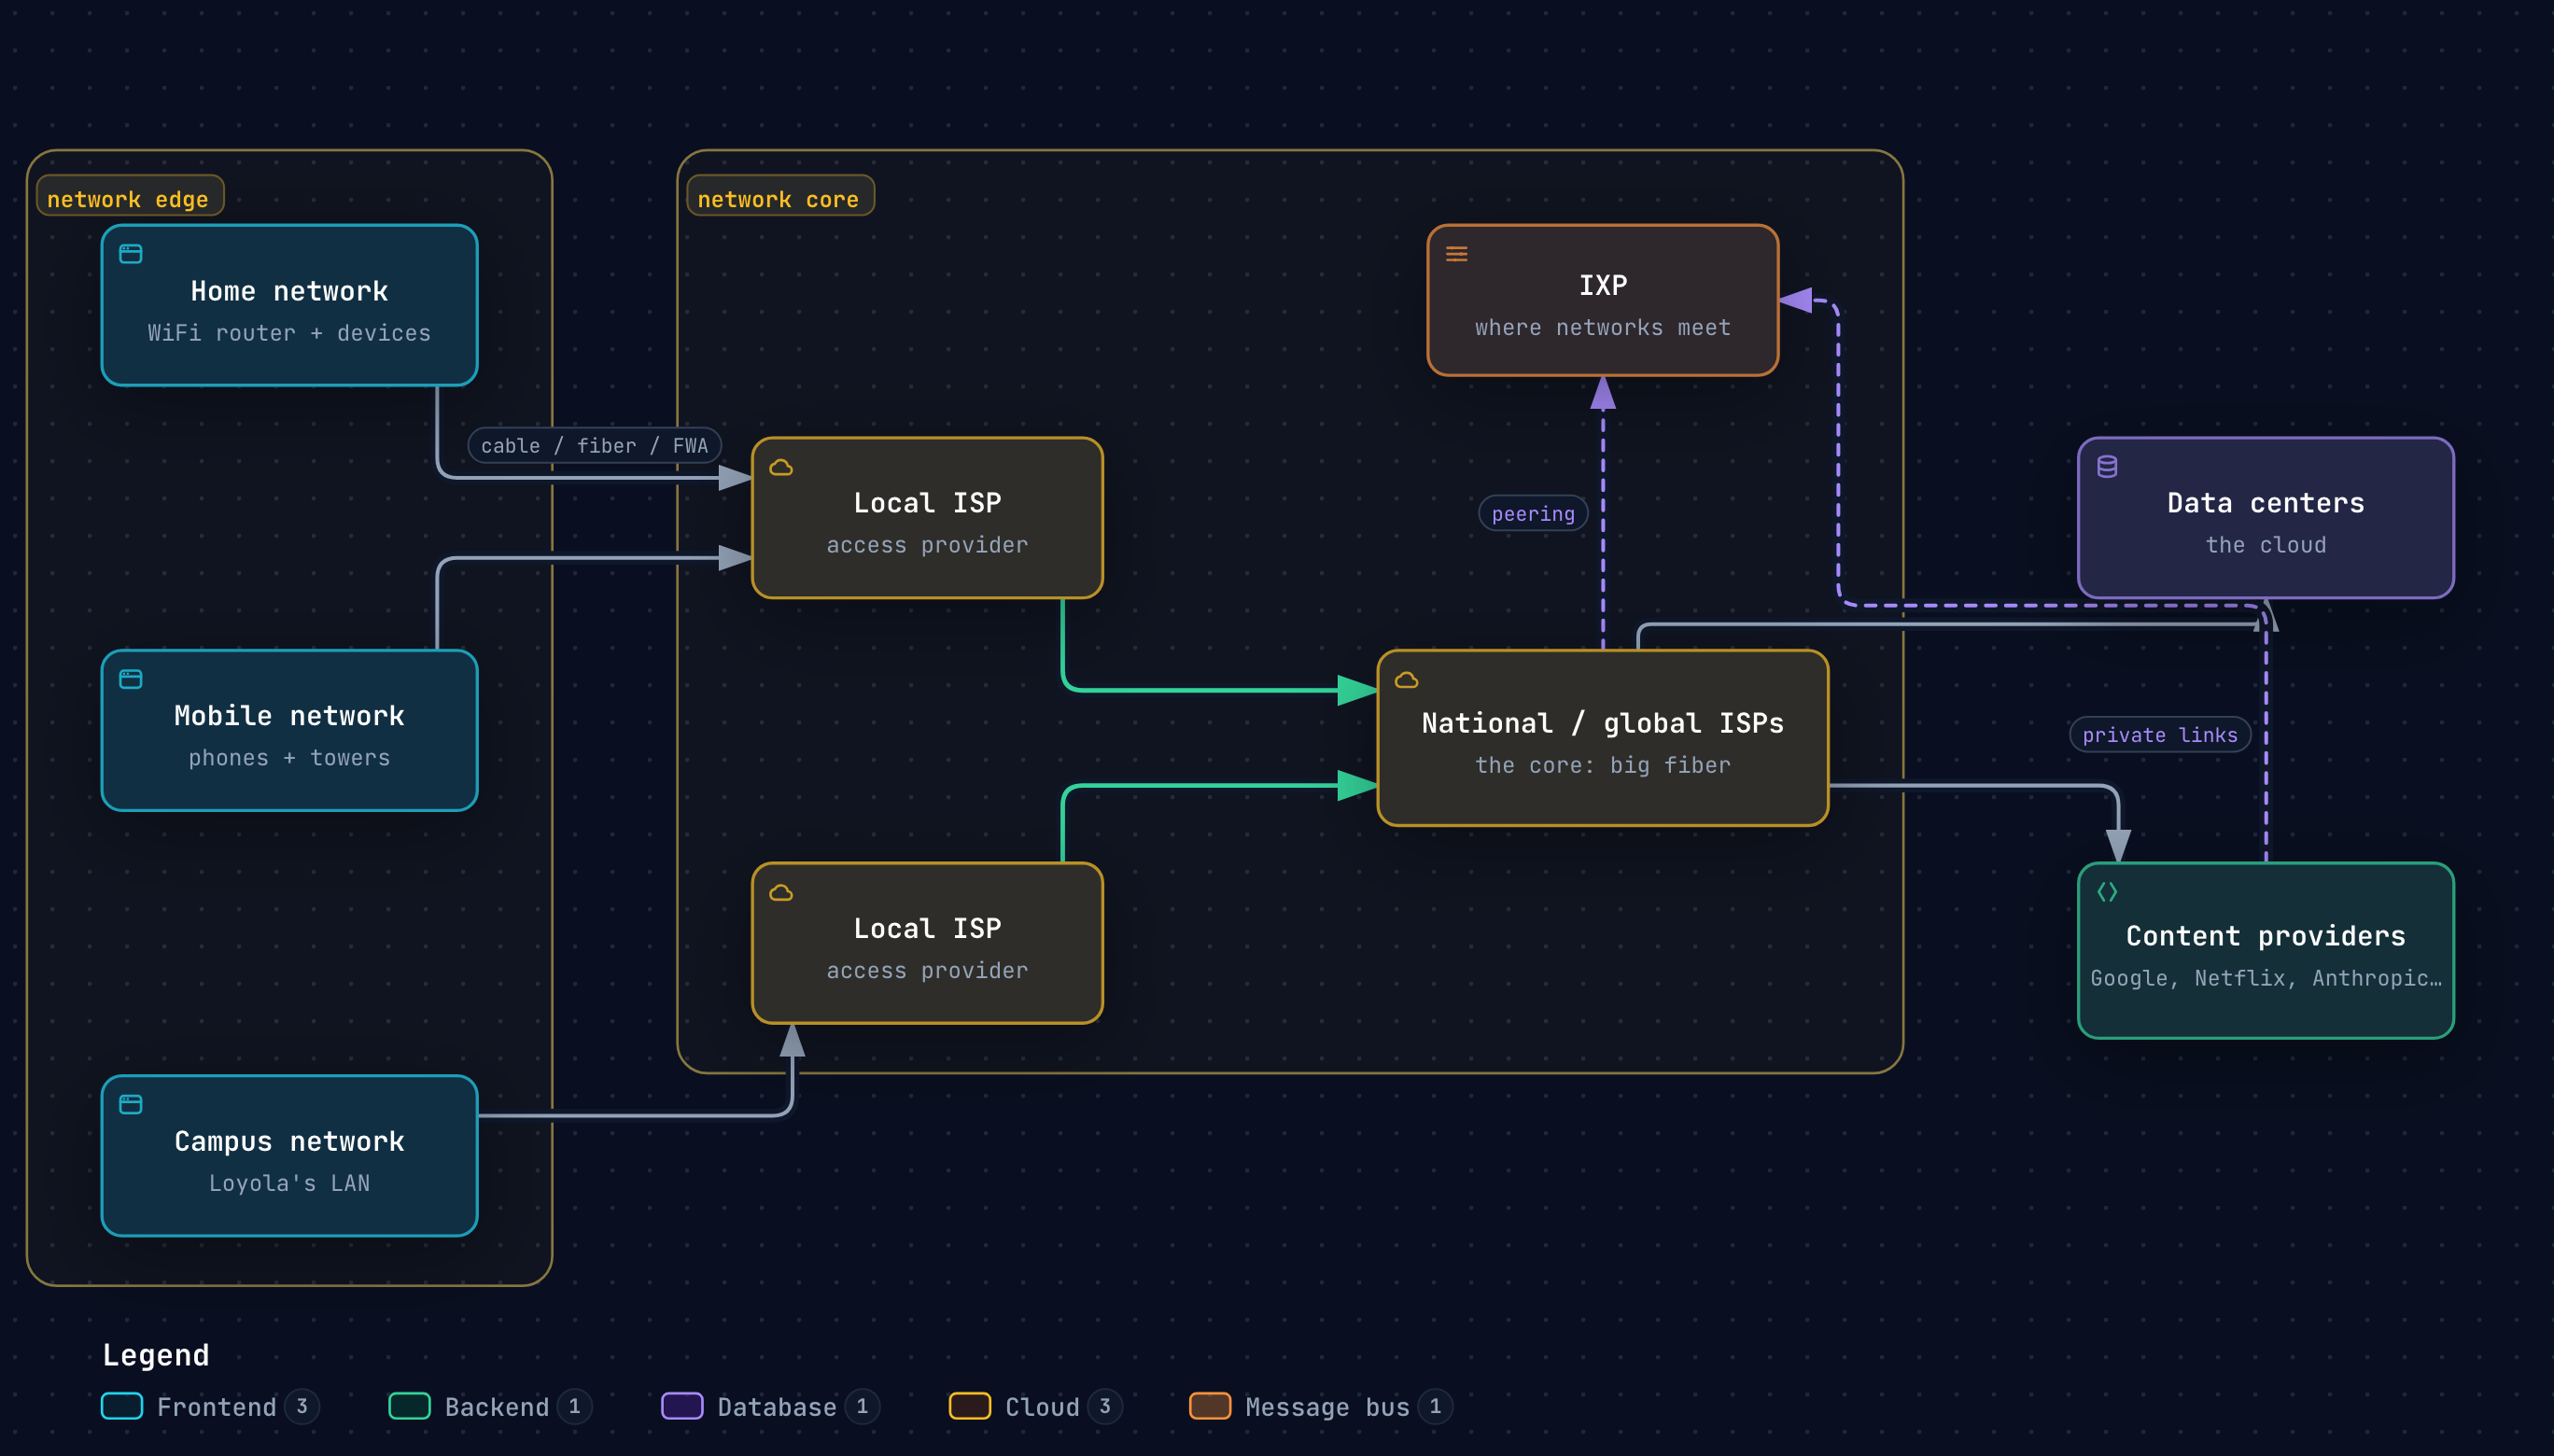 network edge
network core
Home network
WiFi router + devices
IXP
where networks meet
cable / fiber / FWA
Local ISP
access provider
peering
Data centers
the cloud
Mobile network
phones + towers
National / global ISPs
the core: big fiber
private links
Local ISP
access provider
Content providers
Google, Netflix, Anthropic…
Campus network
Loyola's LAN
Legend
Frontend 3
Backend 1
Database 1
Cloud 3
Message bus 1